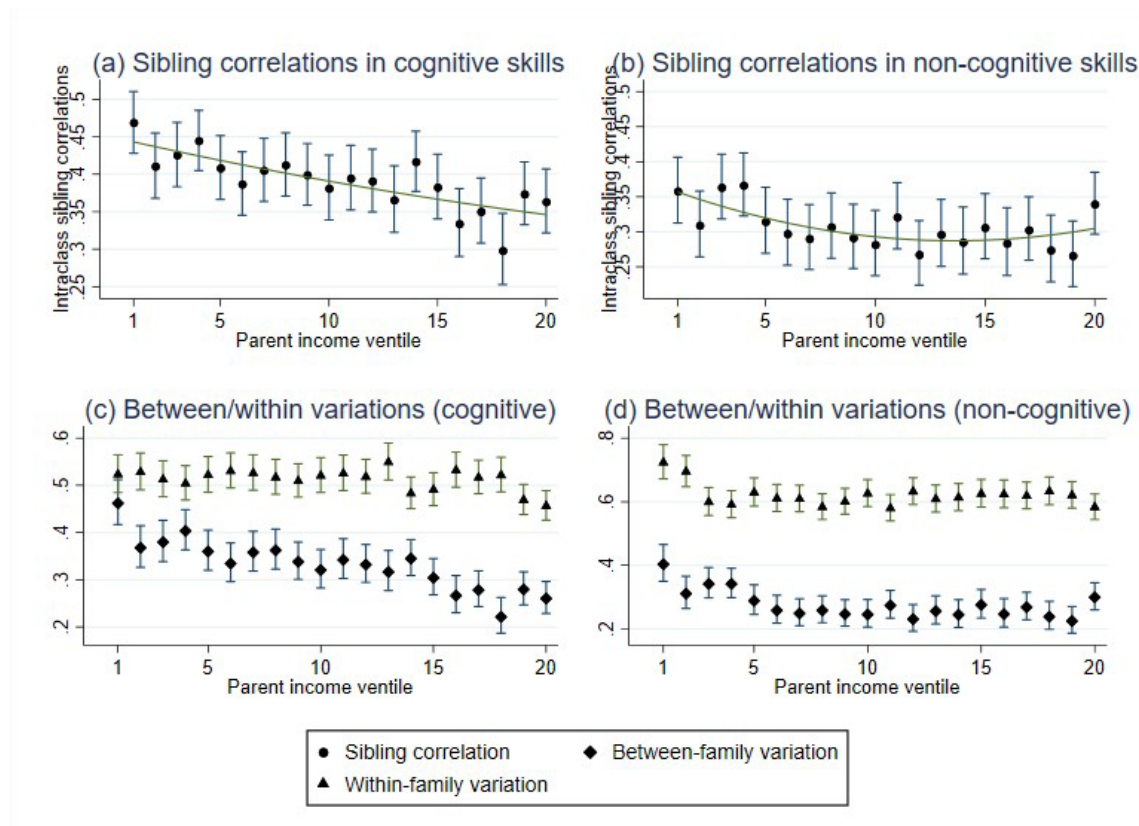 (a) Sibling correlations in cognitive skills
Intraclass sibling correlations
.5
.45
.4
.35
.3
.25
1 5 10 15 20
Parent income ventile
(b) Sibling correlations in non-cognitive skills
Intraclass sibling correlations
.5
.45
.4
.35
.3
.25
1 5 10 15 20
Parent income ventile
(c) Between/within variations (cognitive)
.6
.5
.4
.3
.2
1 5 10 15 20
Parent income ventile
(d) Between/within variations (non-cognitive)
.8
.6
.4
.2
1 5 10 15 20
Parent income ventile
Sibling correlation
Between-family variation
Within-family variation